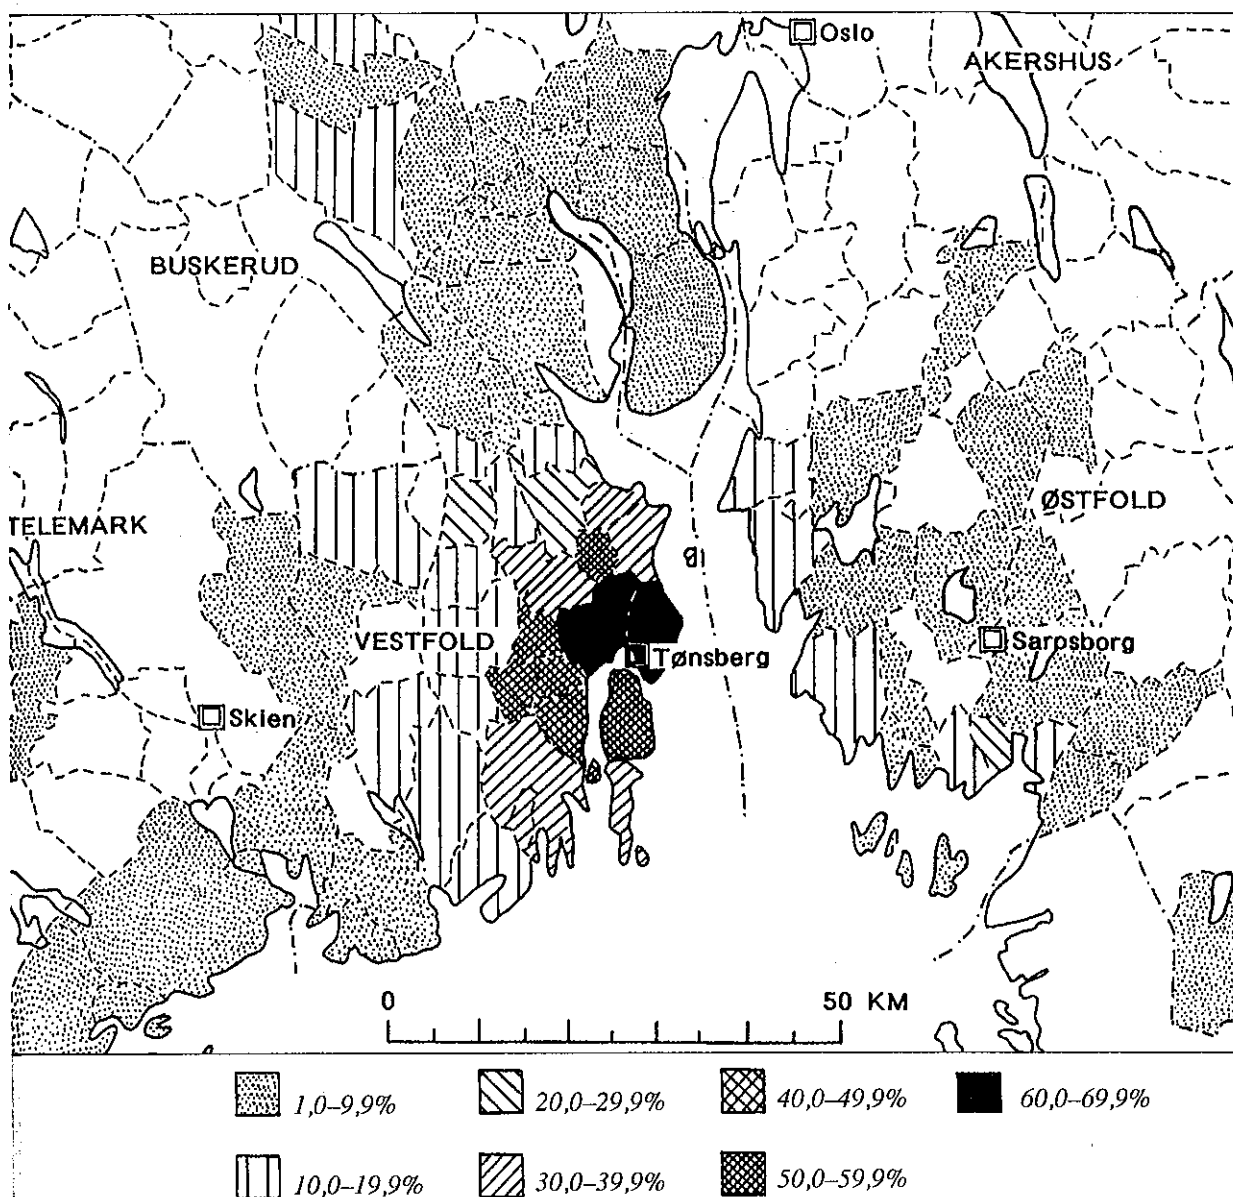 Oslo
AKERSHUS
BUSKERUD
ØSTFOLD
TELEMARK
VESTFOLD
Sarpsborg
Tønsberg
Skien
0 50 KM
1,0–9,9% 20,0–29,9% 40,0–49,9% 60,0–69,9%
10,0–19,9% 30,0–39,9% 50,0–59,9%